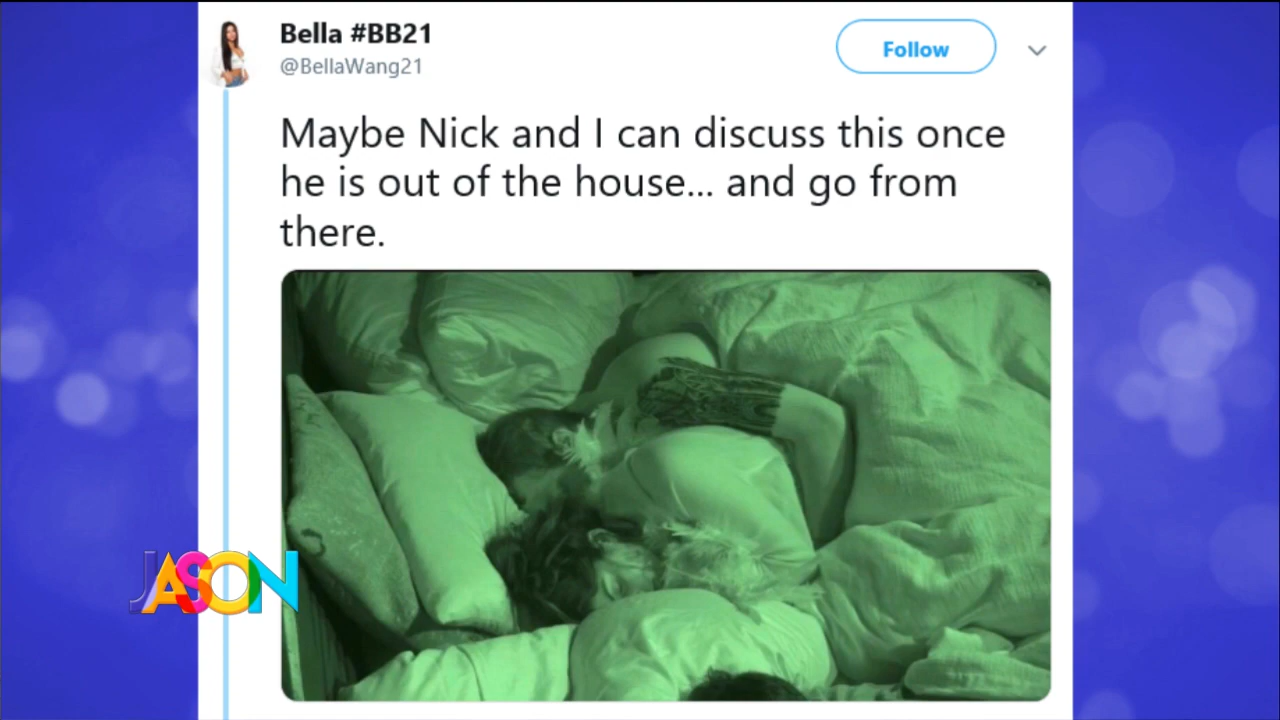 Bella #BB21
@BellaWang21
Follow
Maybe Nick and I can discuss this once
he is out of the house... and go from
there.
JASON